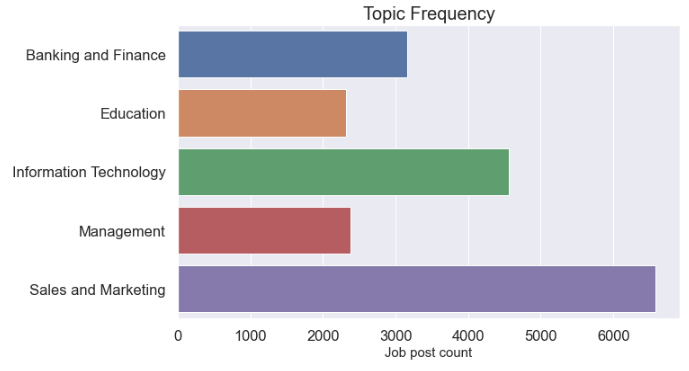 Topic Frequency
Banking and Finance
Education
Information Technology
Management
Sales and Marketing
0 1000 2000 3000 4000 5000 6000
Job post count